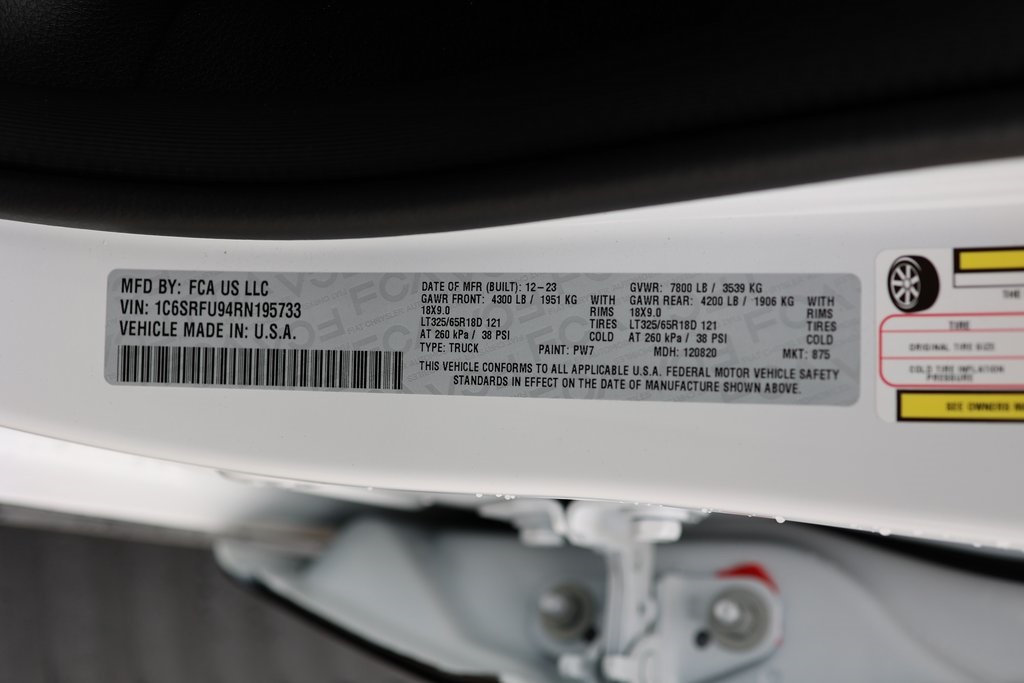 MFD BY: FCA US LLC
VIN: 1C6SRFU94RN195733
VEHICLE MADE IN: U.S.A.
DATE OF MFR (BUILT): 12-23
GAWR FRONT: 4300 LB / 1951 KG WITH
18X9.0 RIMS
LT325/65R18D 121 TIRES
AT 260 kPa / 38 PSI COLD
TYPE: TRUCK PAINT: PW7
GVWR: 7800 LB / 3539 KG
GAWR REAR: 4200 LB / 1906 KG WITH
18X9.0 RIMS
LT325/65R18D 121 TIRES
AT 260 kPa / 38 PSI COLD
MDH: 120820 MKT: 875
THIS VEHICLE CONFORMS TO ALL APPLICABLE U.S.A. FEDERAL MOTOR VEHICLE SAFETY
STANDARDS IN EFFECT ON THE DATE OF MANUFACTURE SHOWN ABOVE.
TIRE
ORIGINAL TIRE SIZE
COLD TIRE INFLATION
PRESSURE
SEE OWNERS